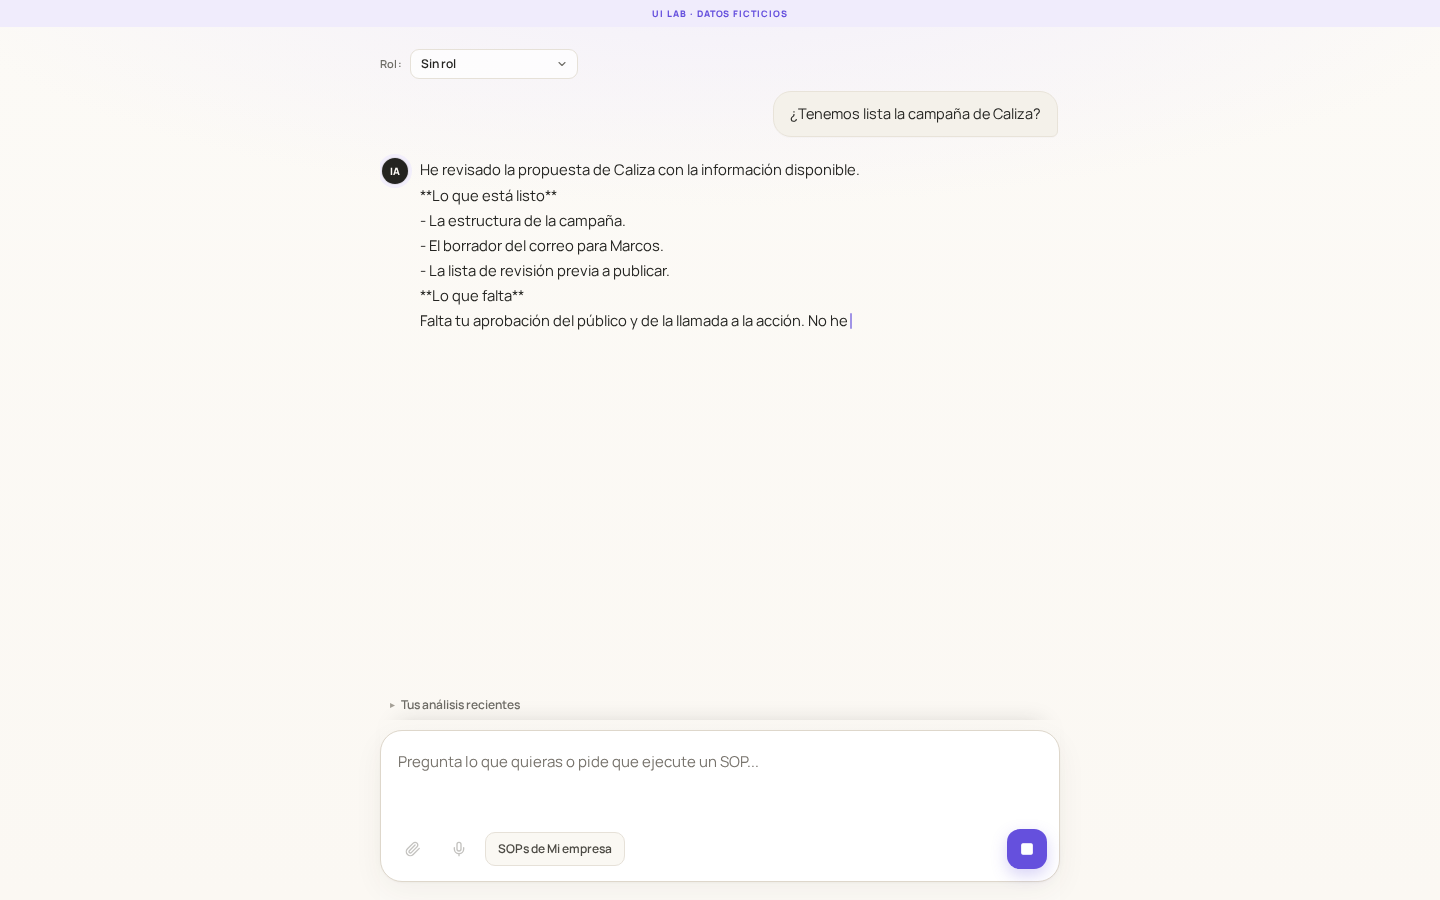 UI LAB · DATOS FICTICIOS
Rol:
Sin rol
¿Tenemos lista la campaña de Caliza?
IA
He revisado la propuesta de Caliza con la información disponible.
**Lo que está listo**
- La estructura de la campaña.
- El borrador del correo para Marcos.
- La lista de revisión previa a publicar.
**Lo que falta**
Falta tu aprobación del público y de la llamada a la acción. No he
Tus análisis recientes
Pregunta lo que quieras o pide que ejecute un SOP...
SOPs de Mi empresa